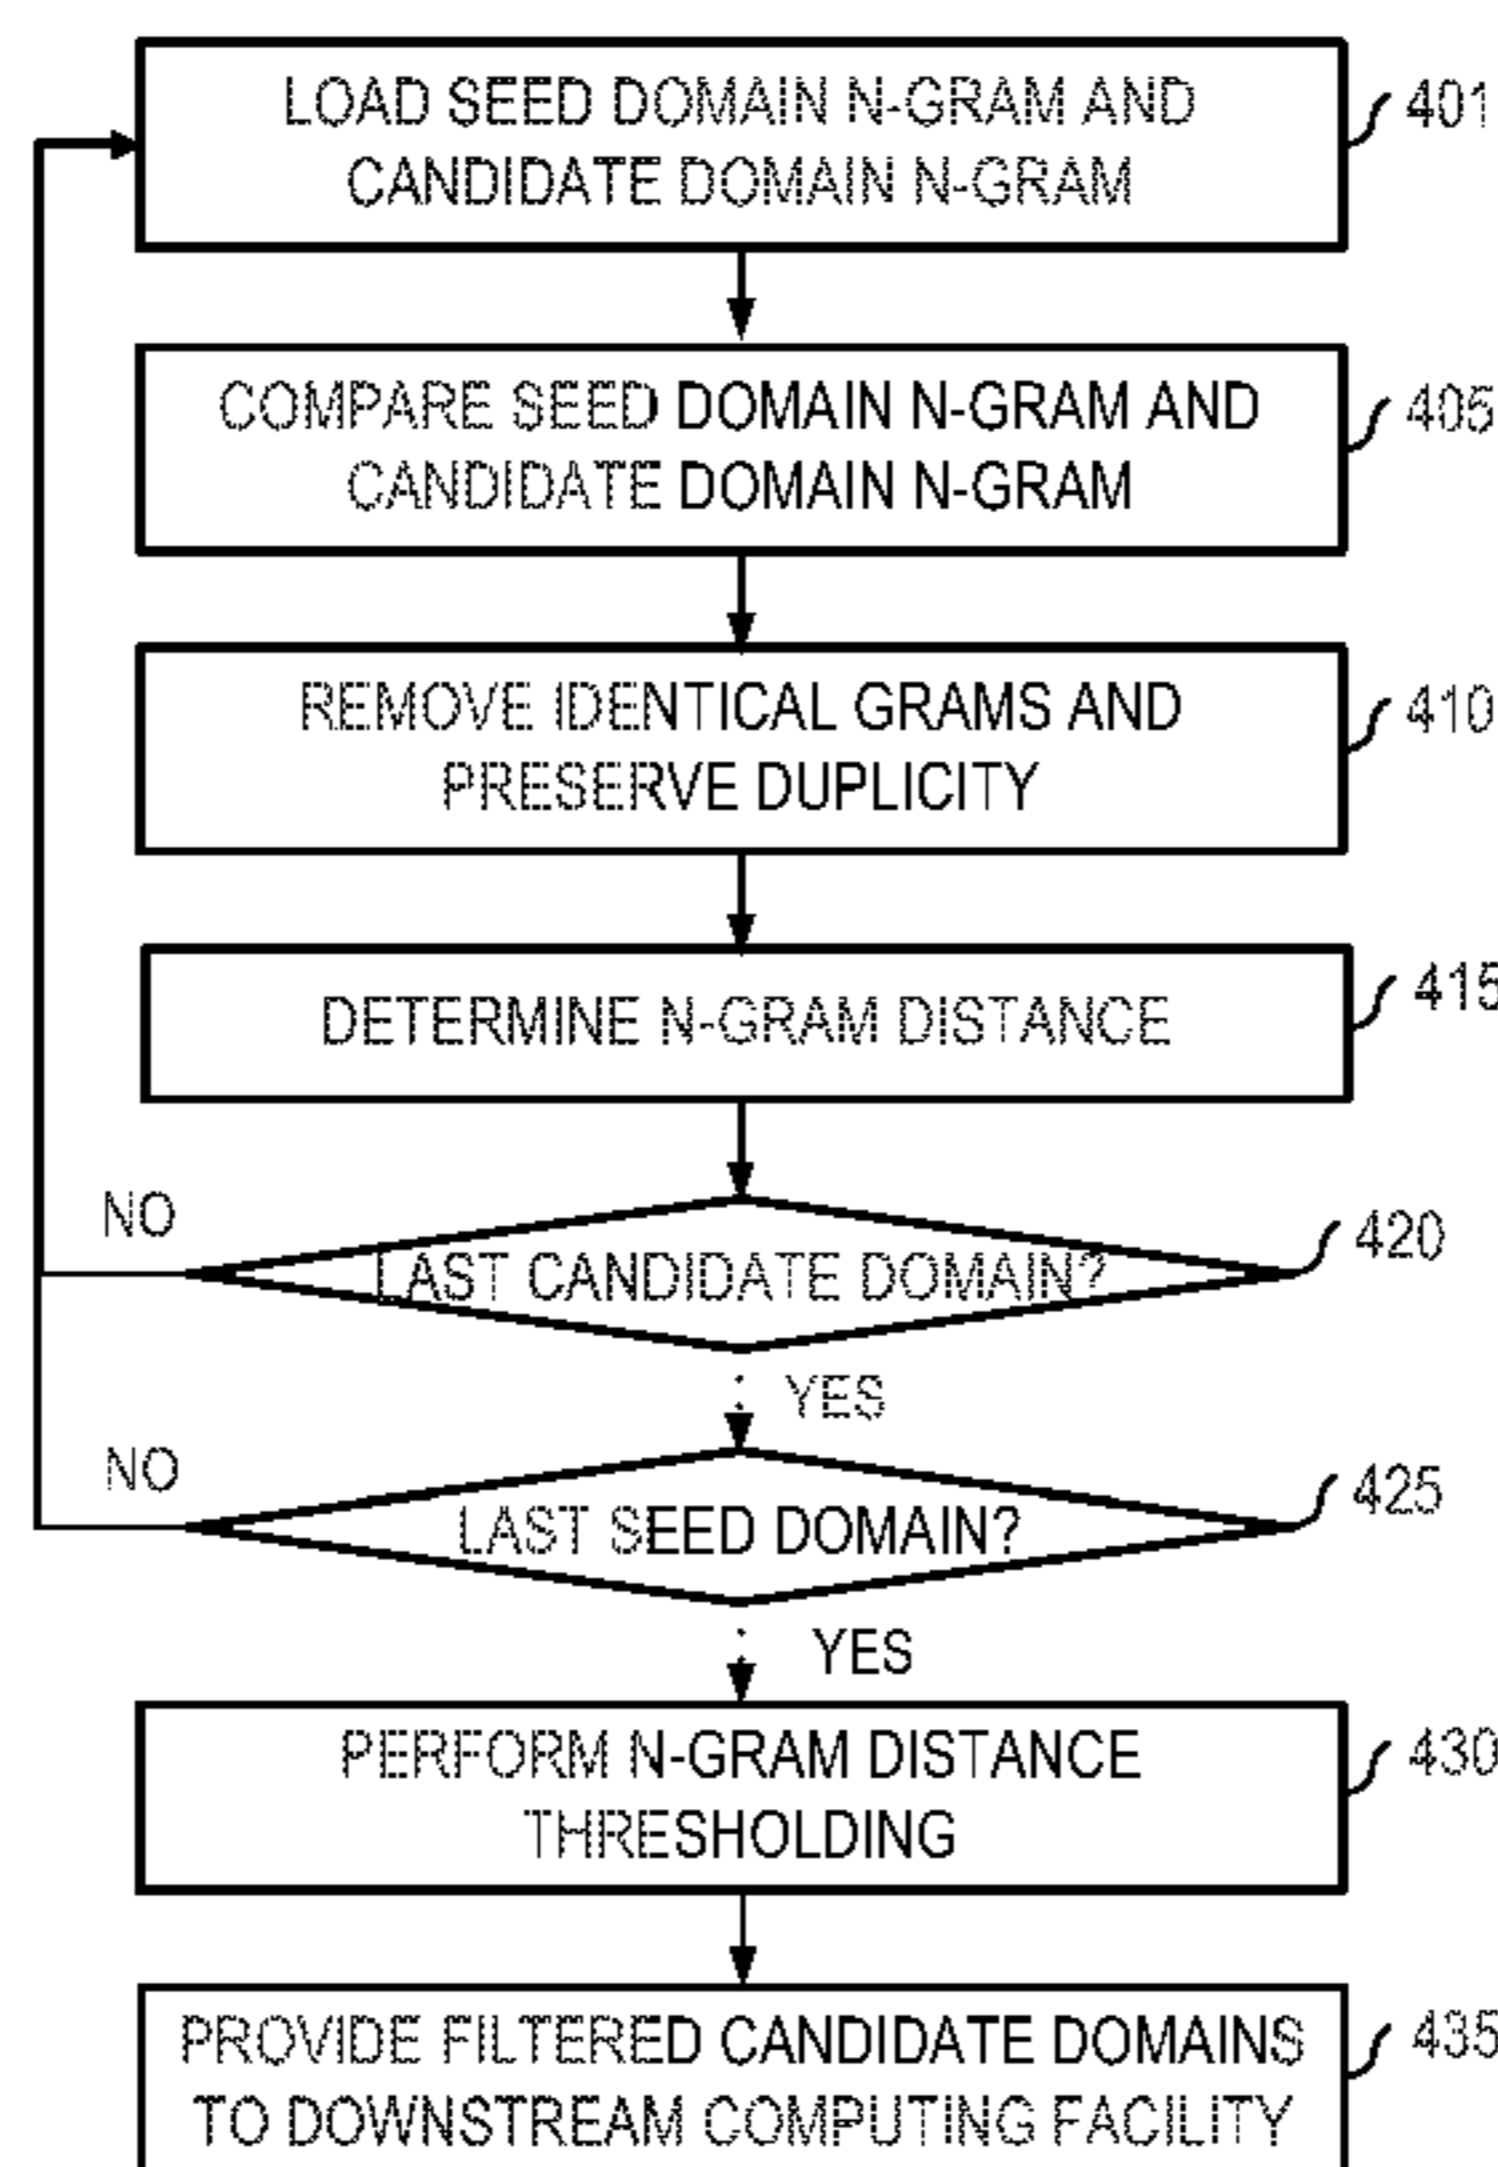 LOAD SEED DOMAIN N-GRAM AND
CANDIDATE DOMAIN N-GRAM
401
COMPARE SEED DOMAIN N-GRAM AND
CANDIDATE DOMAIN N-GRAM
405
REMOVE IDENTICAL GRAMS AND
PRESERVE DUPLICITY
410
DETERMINE N-GRAM DISTANCE
415
NO
LAST CANDIDATE DOMAIN?
420
YES
NO
LAST SEED DOMAIN?
425
YES
PERFORM N-GRAM DISTANCE
THRESHOLDING
430
PROVIDE FILTERED CANDIDATE DOMAINS
TO DOWNSTREAM COMPUTING FACILITY
435